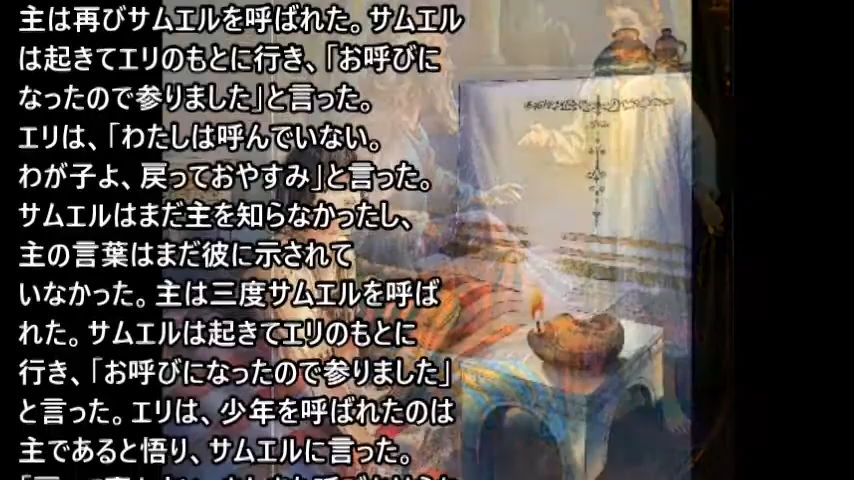 主は再びサムエルを呼ばれた。サムエル
は起きてエリのもとに行き、「お呼びに
なったので参りました」と言った。
エリは、「わたしは呼んでいない。
わが子よ、戻っておやすみ」と言った。
サムエルはまだ主を知らなかったし、
主の言葉はまだ彼に示されて
いなかった。主は三度サムエルを呼ば
れた。サムエルは起きてエリのもとに
行き、「お呼びになったので参りました」
と言った。エリは、少年を呼ばれたのは
主であると悟り、サムエルに言った。